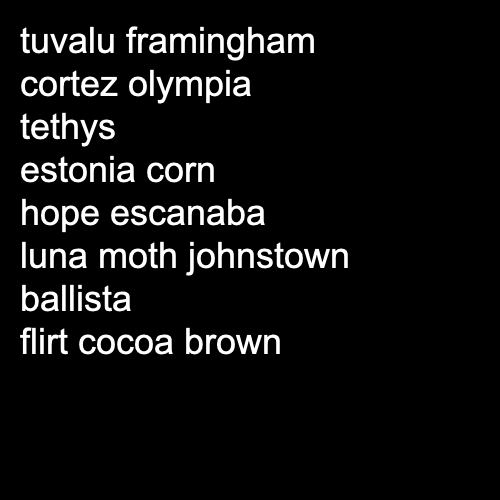 tuvalu framingham
cortez olympia
tethys
estonia corn
hope escanaba
luna moth johnstown
ballista
flirt cocoa brown